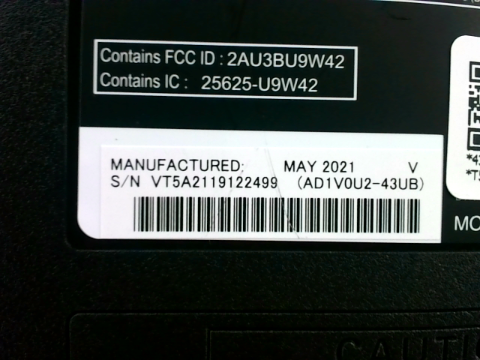 Contains FCC ID : 2AU3BU9W42
Contains IC : 25625-U9W42
MANUFACTURED: MAY 2021 V
S/N VT5A2119122499 (AD1V0U2-43UB)